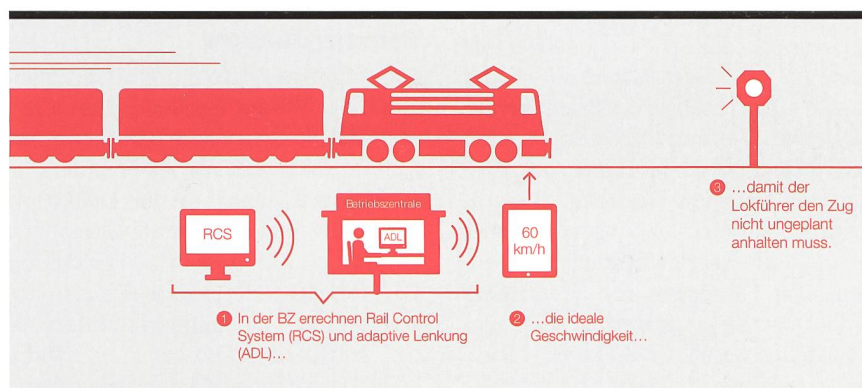 Betriebszentrale
RCS
ADL
60
km/h
1 In der BZ errechnen Rail Control
System (RCS) und adaptive Lenkung
(ADL)...
2 ...die ideale
Geschwindigkeit...
3 ...damit der
Lokführer den Zug
nicht ungeplant
anhalten muss.